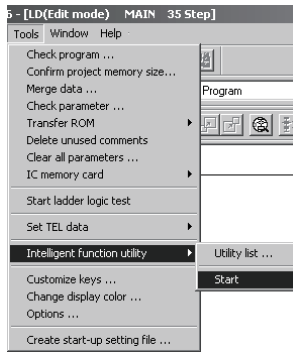 5 - [LD(Edit mode) MAIN 35 Step]
Tools Window Help
Check program ...
Confirm project memory size...
Merge data ...
Program
Check parameter ...
Transfer ROM
Delete unused comments
Clear all parameters ...
IC memory card
Start ladder logic test
Set TEL data
Intelligent function utility
Utility list ...
Start
Customize keys ...
Change display color ...
Options ...
Create start-up setting file ...